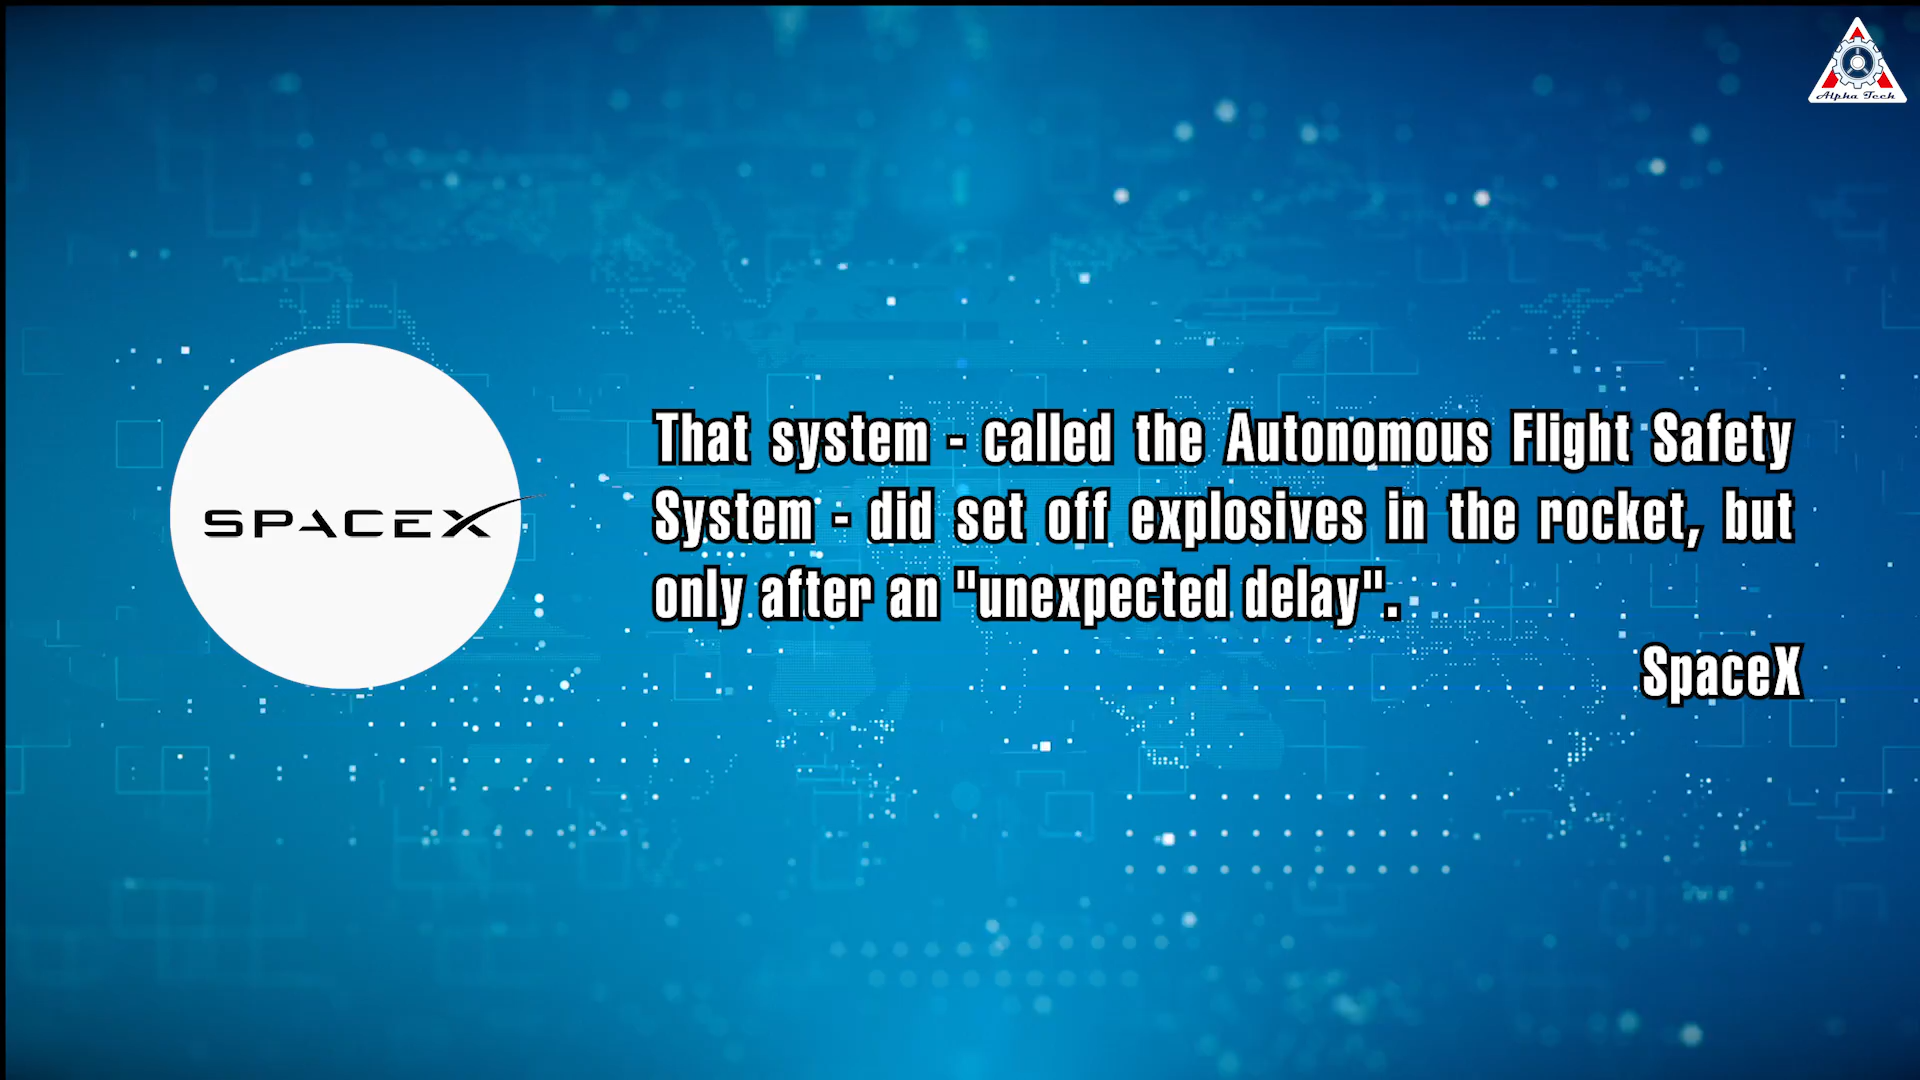 Alpha Tech
SPACEX
That system - called the Autonomous Flight Safety
System - did set off explosives in the rocket, but
only after an "unexpected delay".
SpaceX